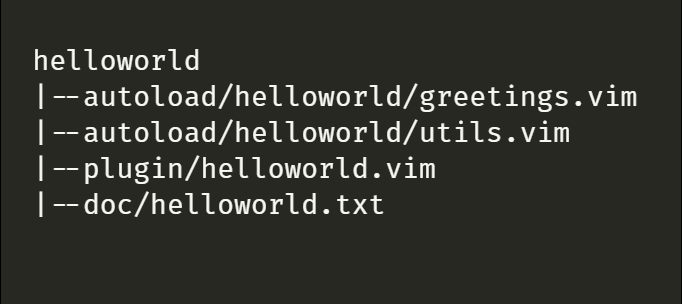 helloworld
|--autoload/helloworld/greetings.vim
|--autoload/helloworld/utils.vim
|--plugin/helloworld.vim
|--doc/helloworld.txt